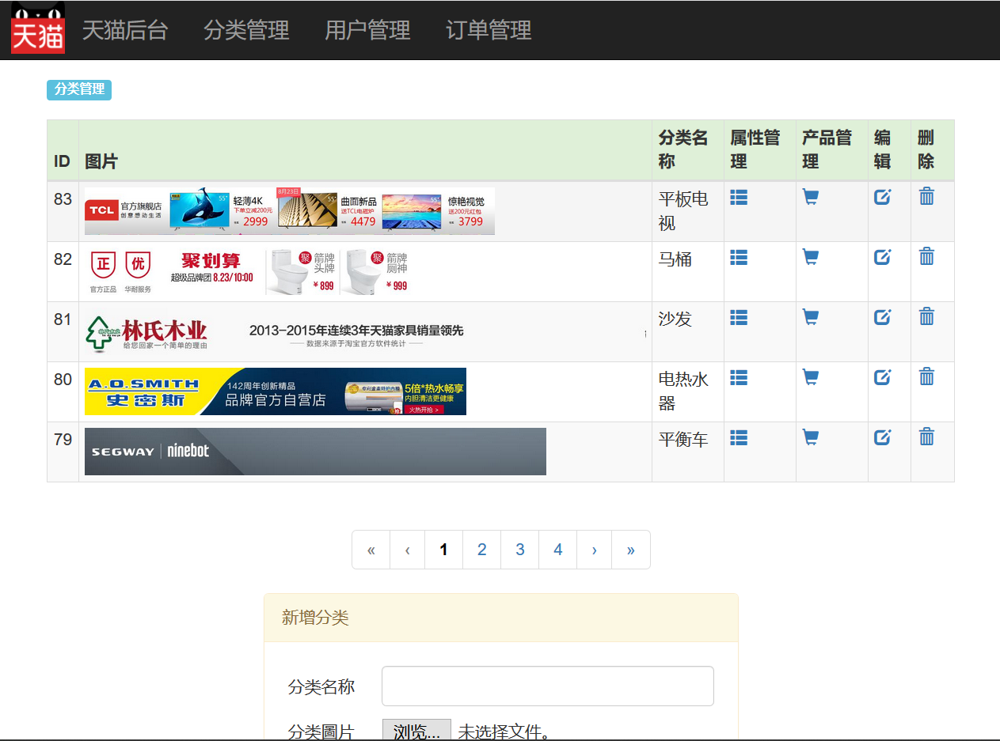 天猫 天猫后台 分类管理 用户管理 订单管理
分类管理
ID 图片 分类名称 属性管理 产品管理 编辑 删除
83 平板电视
TCL 官方旗舰店 创意感动生活
55" 轻薄4K 下单立减200元 2999
8月23日 55" 曲面新品 送TCL电磁炉 4479
55" 惊艳视觉 送200元红包 3799
82 马桶
正 优 官方正品 华耐服务
聚划算
超级品牌团 8.23/10:00
聚 箭牌头牌 ¥899
聚 箭牌厕神 ¥999
81 沙发
林氏木业
给您回家一个简单的理由
2013-2015年连续3年天猫家具销量领先
数据来源于淘宝官方软件统计
80 电热水器
A.O.SMITH
史密斯
142周年创新精品
品牌官方自营店
5倍*热水畅享
内胆清洁更健康
火热开抢 >
79 平衡车
SEGWAY ninebot
« ‹ 1 2 3 4 › »
新增分类
分类名称
分类圖片 浏览... 未选择文件。